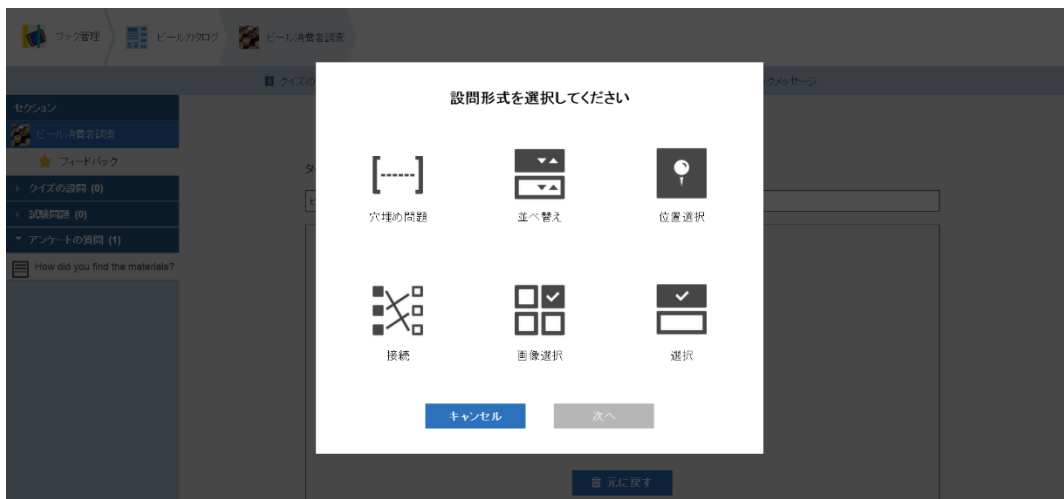 ブック管理
ビールカタログ
ビール消費者調査
クイズの
クメッセージ
セクション
ビール消費者調査
フィードバック
クイズの設問 (0)
試験問題 (0)
アンケートの質問 (1)
How did you find the materials?
設問形式を選択してください
穴埋め問題
並べ替え
位置選択
接続
画像選択
選択
キャンセル
次へ
元に戻す